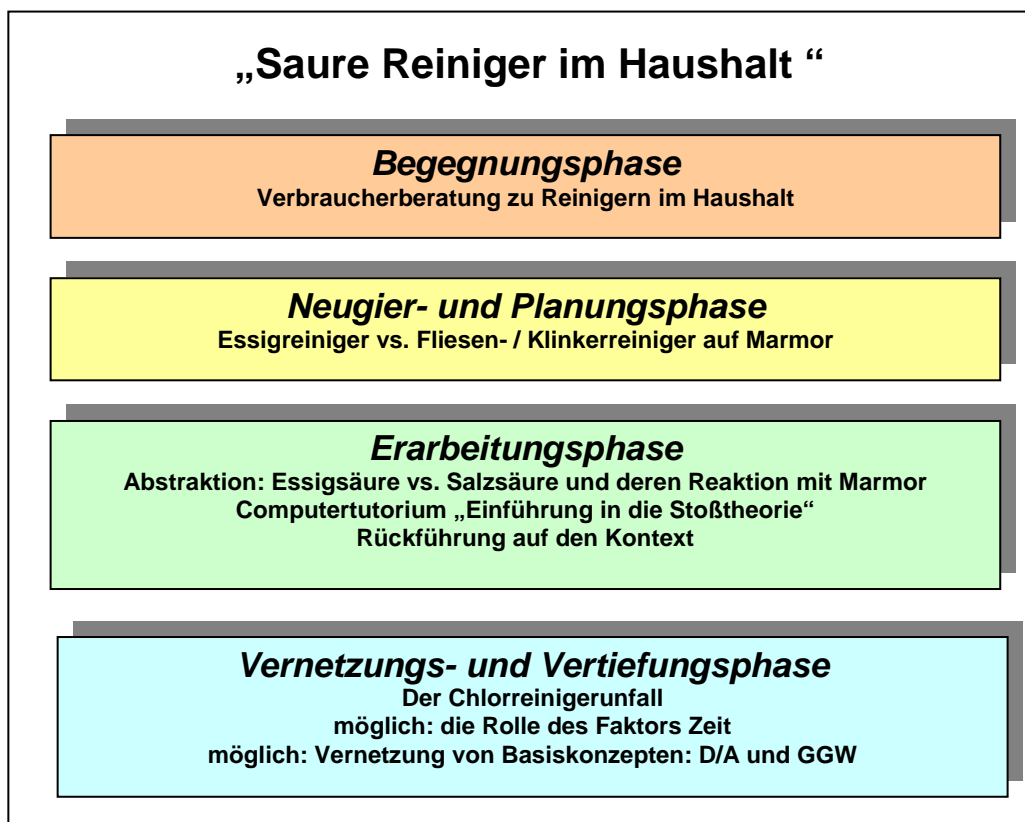 „Saure Reiniger im Haushalt “
Begegnungsphase
Verbraucherberatung zu Reinigern im Haushalt
Neugier- und Planungsphase
Essigreiniger vs. Fliesen- / Klinkerreiniger auf Marmor
Erarbeitungsphase
Abstraktion: Essigsäure vs. Salzsäure und deren Reaktion mit Marmor
Computertutorium „Einführung in die Stoßtheorie“
Rückführung auf den Kontext
Vernetzungs- und Vertiefungsphase
Der Chlorreinigerunfall
möglich: die Rolle des Faktors Zeit
möglich: Vernetzung von Basiskonzepten: D/A und GGW